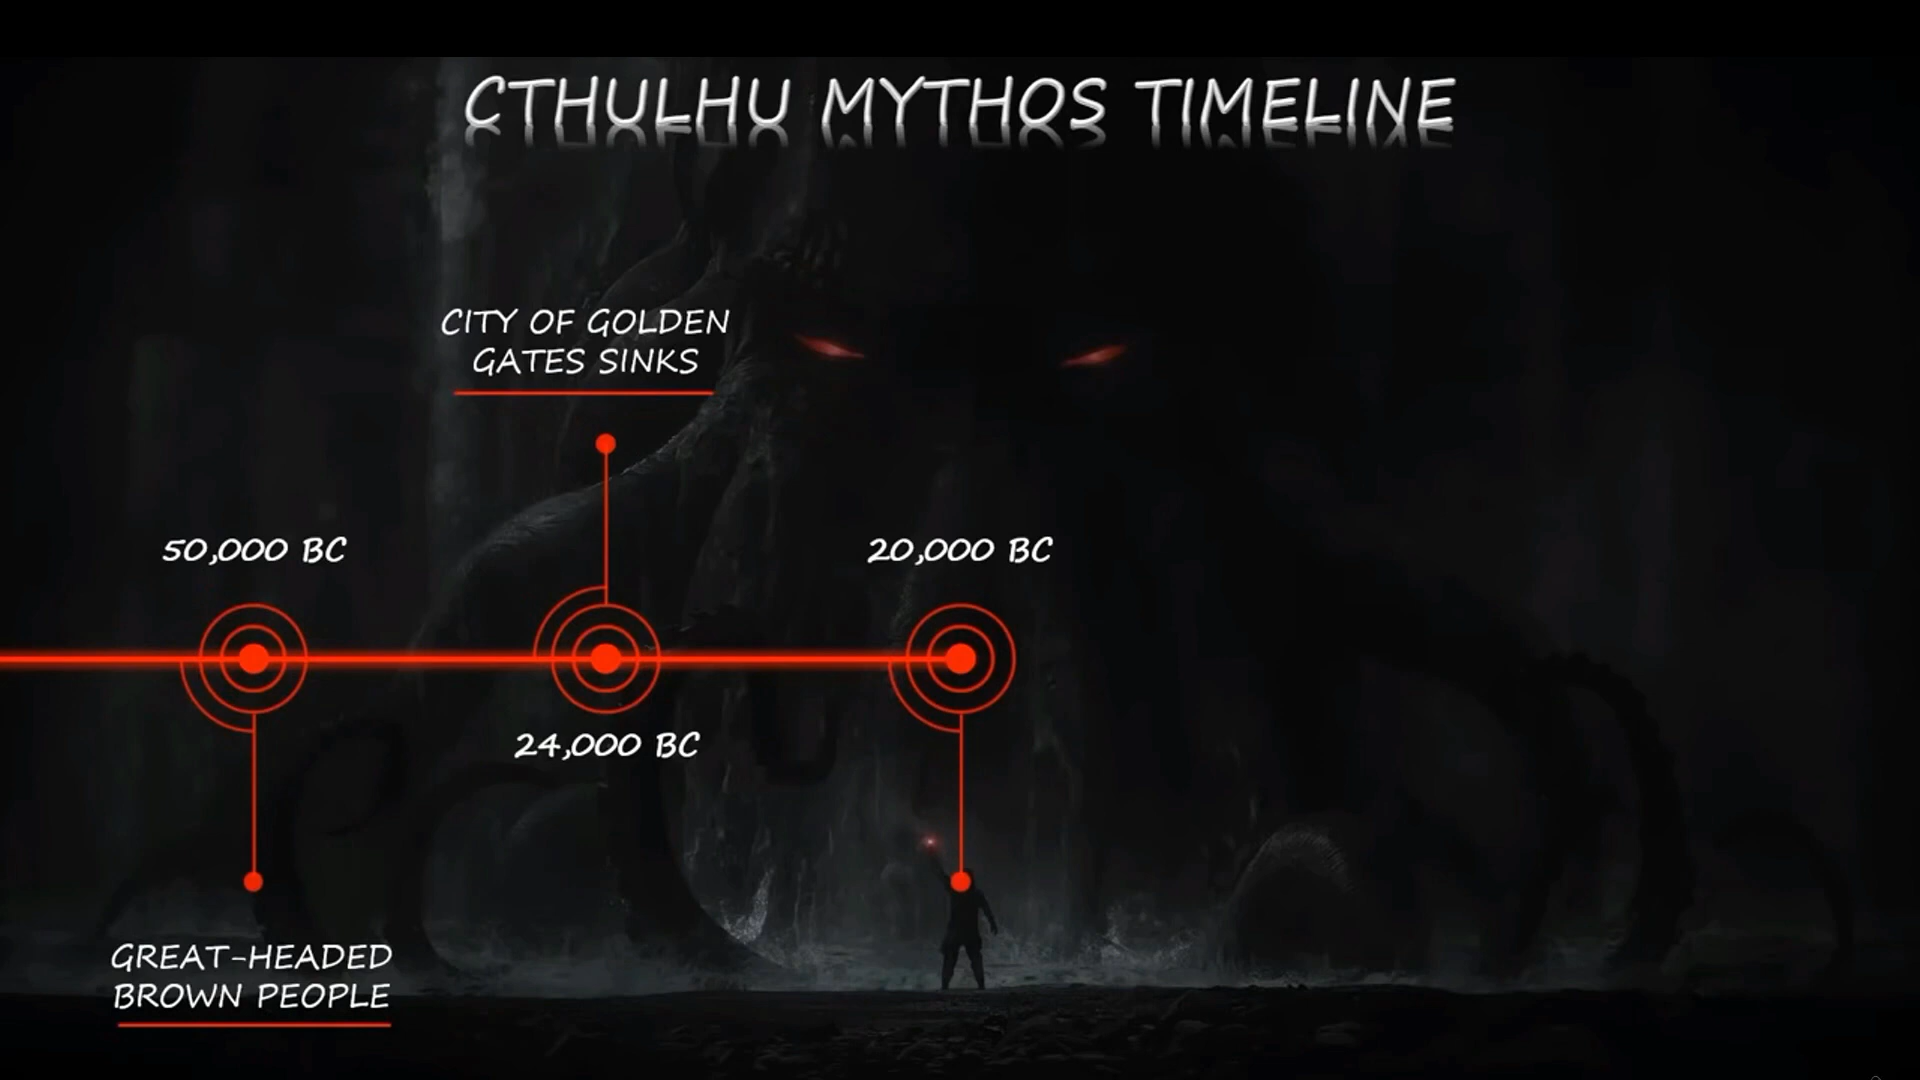 CTHULHU MYTHOS TIMELINE
CITY OF GOLDEN
GATES SINKS
50,000 BC
20,000 BC
24,000 BC
GREAT-HEADED
BROWN PEOPLE